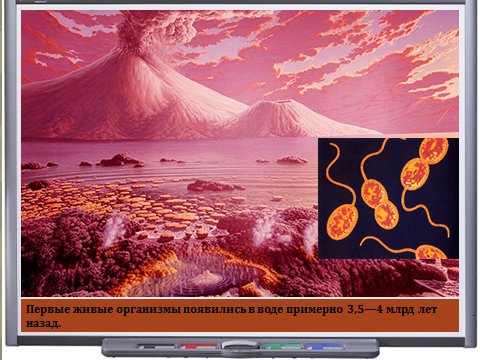 Первые живые организмы появились в воде примерно 3,5—4 млрд лет
назад.